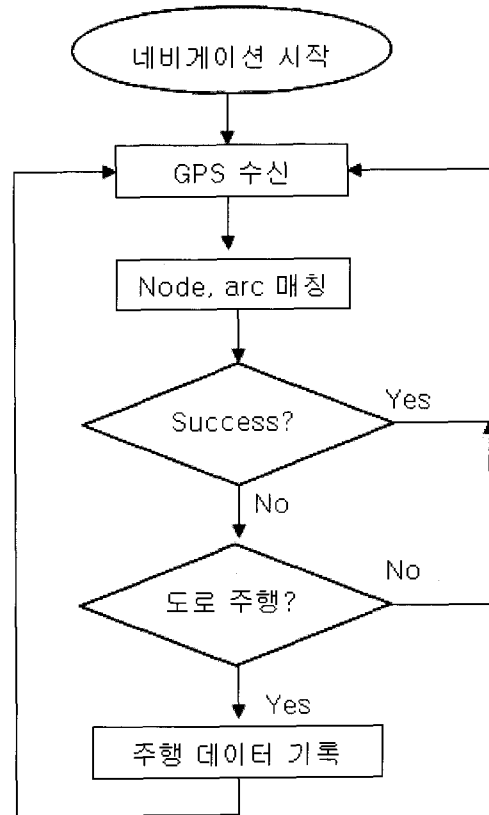 네비게이션 시작
GPS 수신
Node, arc 매칭
Success?
Yes
No
도로 주행?
No
Yes
주행 데이터 기록